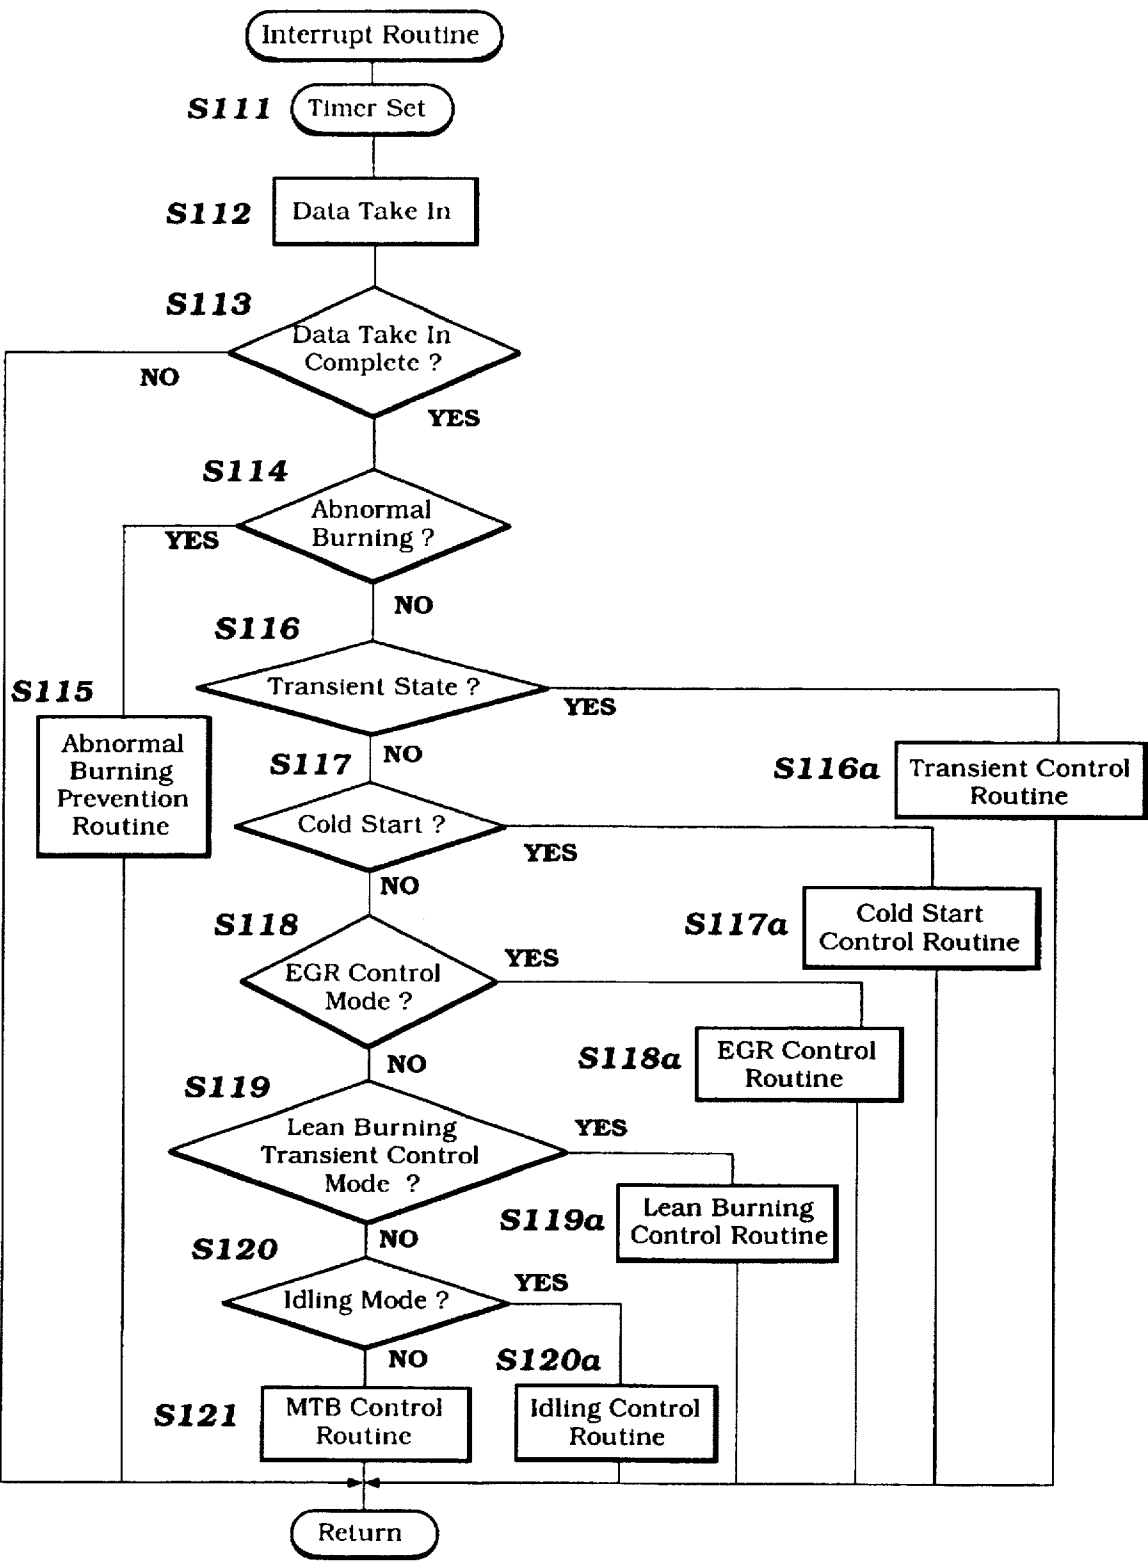 Interrupt Routine
S111
Timer Set
S112
Data Take In
S113
Data Take In
Complete ?
NO
YES
S114
Abnormal
Burning ?
YES
NO
S116
Transient State ?
YES
S115
Abnormal
Burning
Prevention
Routine
NO
S117
S116a
Transient Control
Routine
Cold Start ?
YES
NO
S117a
Cold Start
Control Routine
S118
EGR Control
Mode ?
YES
NO
S118a
EGR Control
Routine
S119
Lean Burning
Transient Control
Mode ?
YES
NO
S119a
Lean Burning
Control Routine
S120
Idling Mode ?
YES
NO
S120a
Idling Control
Routine
S121
MTB Control
Routine
Return